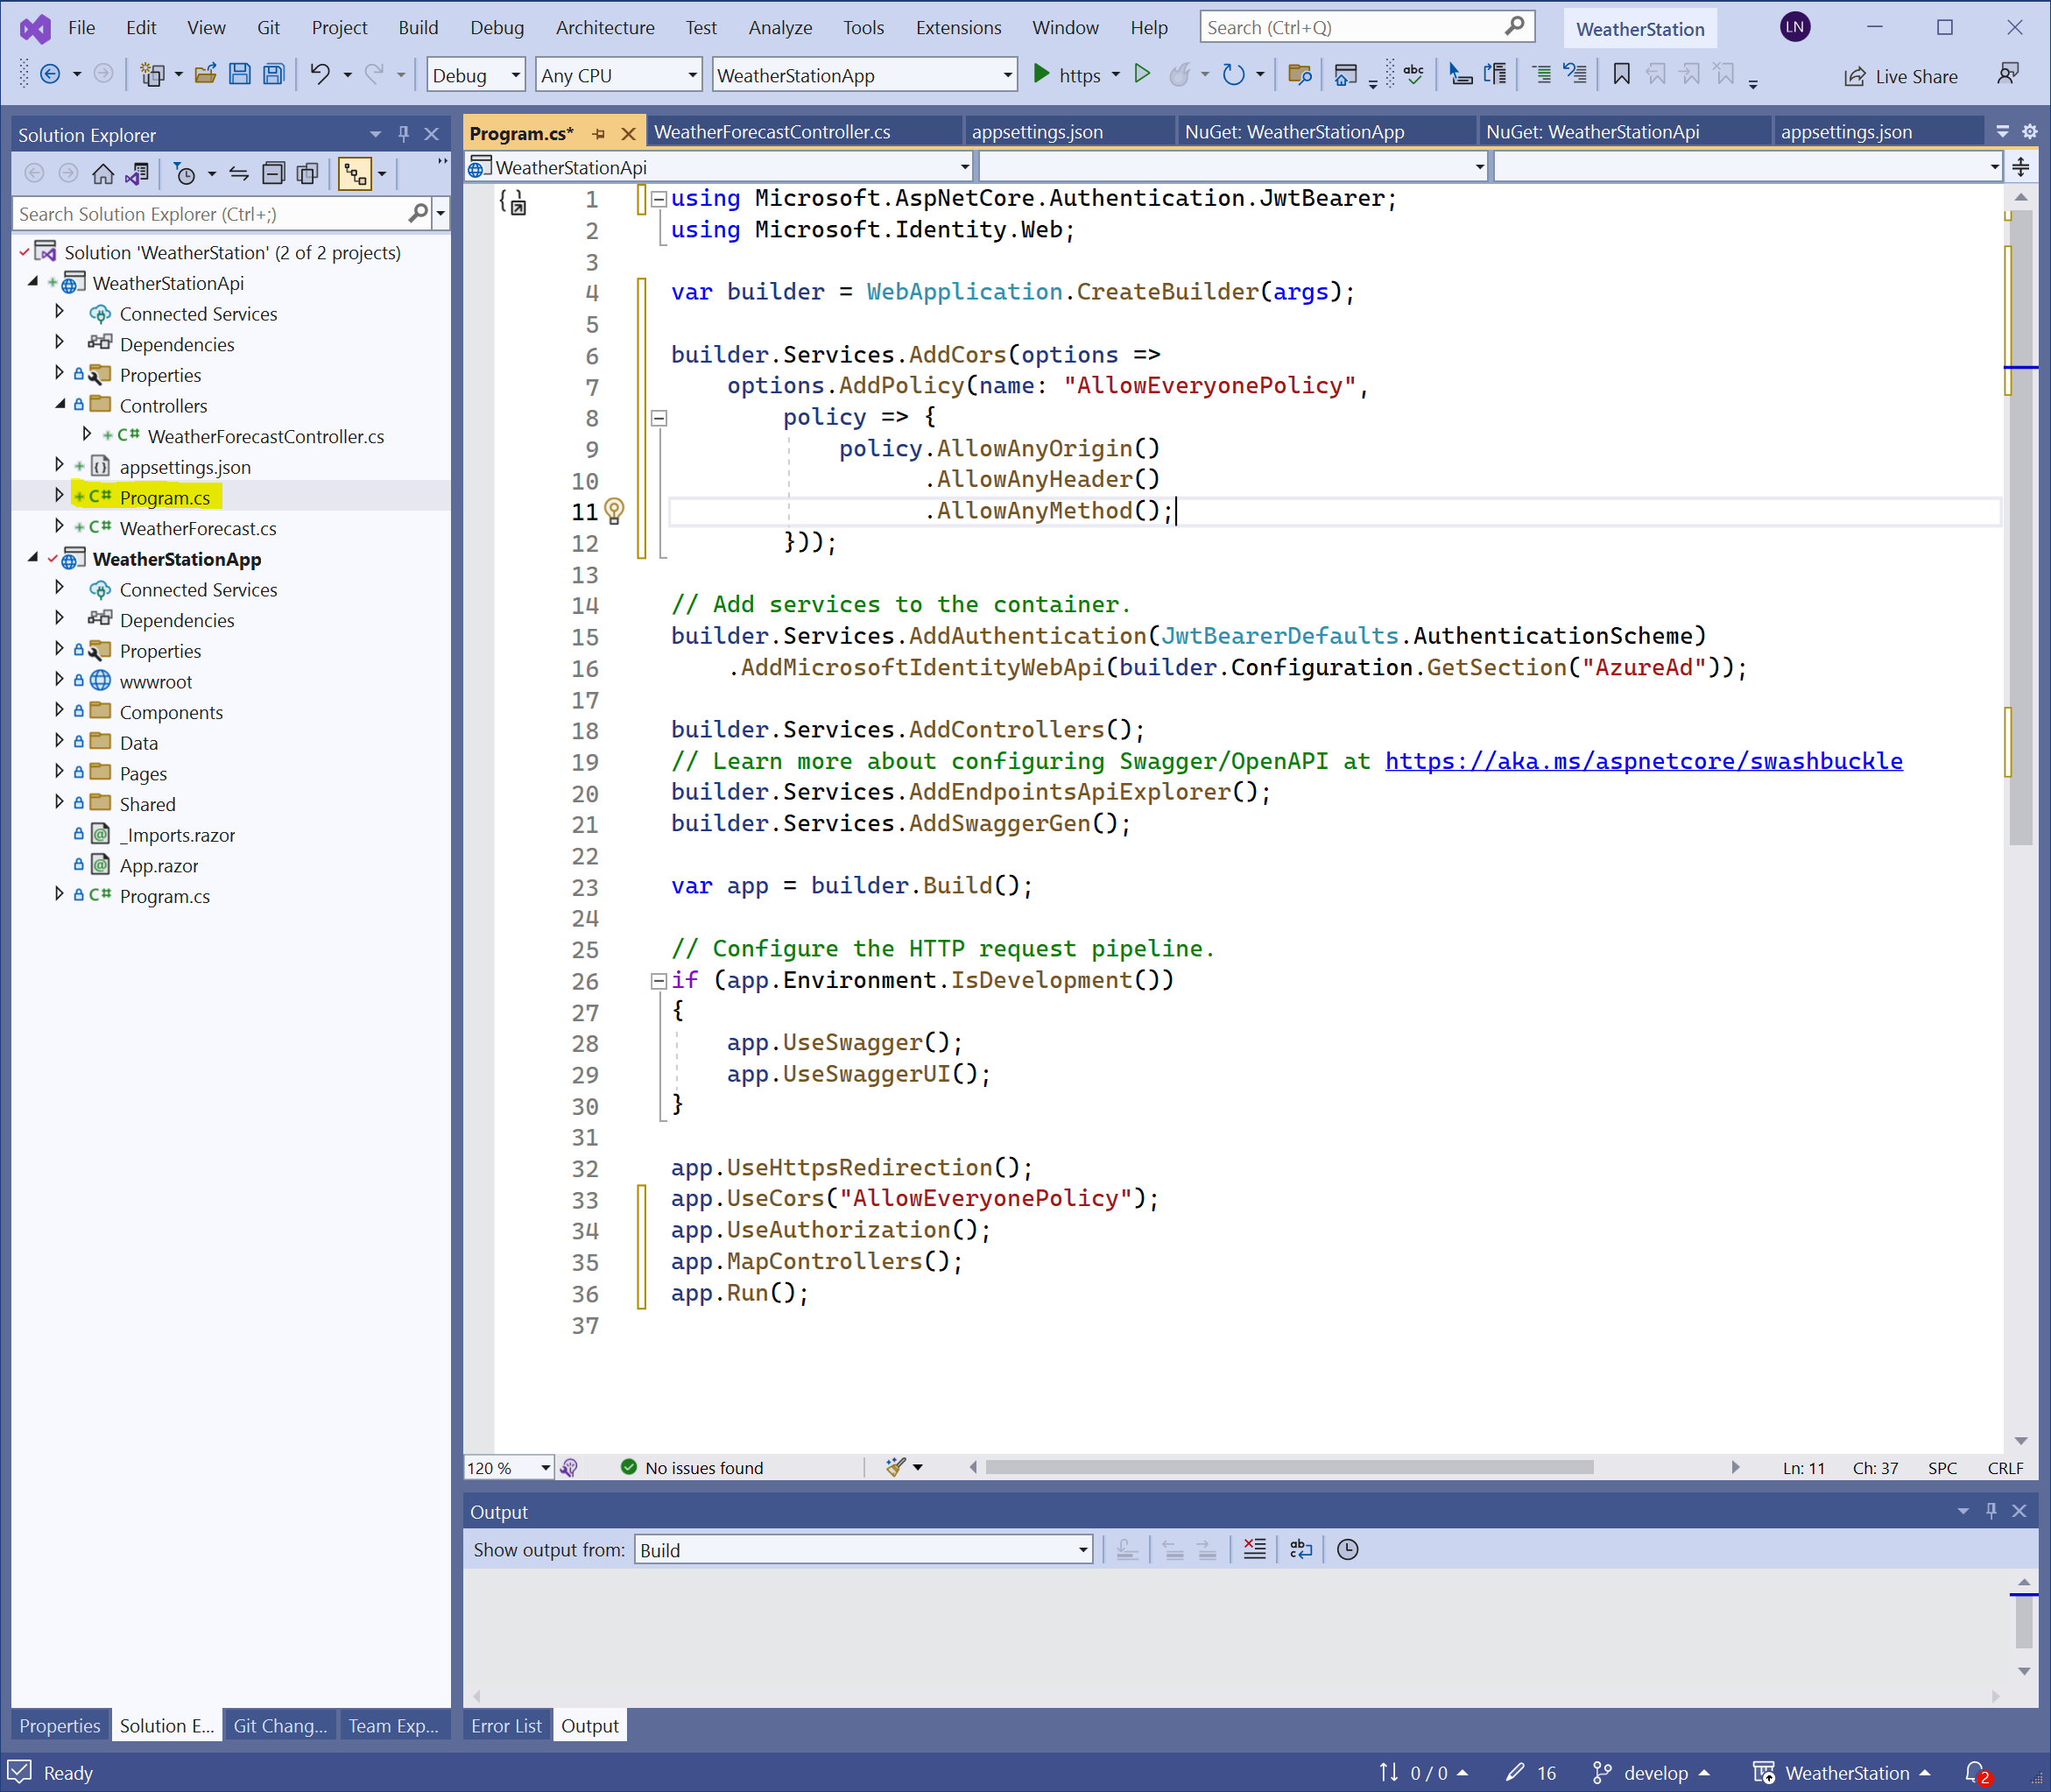 File Edit View Git Project Build Debug Test Analyze Tools Extensions Window Help Architecture Search (Ctrl+Q) WeatherStation LN
Debug Any CPU WeatherStationApp https Live Share
Solution Explorer
Search Solution Explorer (Ctrl+;)
Solution 'WeatherStation' (2 of 2 projects)
WeatherStationApi
Connected Services
Dependencies
Properties
Controllers
C# WeatherForecastController.cs
appsettings.json
C# Program.cs
C# WeatherForecast.cs
WeatherStationApp
Connected Services
Dependencies
Properties
wwwroot
Components
Data
Pages
Shared
_Imports.razor
App.razor
C# Program.cs
Properties Solution E... Git Chang... Team Exp...
Program.cs* WeatherForecastController.cs appsettings.json NuGet: WeatherStationApp NuGet: WeatherStationApi appsettings.json
WeatherStationApi
1 using Microsoft.AspNetCore.Authentication.JwtBearer;
2 using Microsoft.Identity.Web;
3
4 var builder = WebApplication.CreateBuilder(args);
5
6 builder.Services.AddCors(options =>
7 options.AddPolicy(name: "AllowEveryonePolicy",
8 policy => {
9 policy.AllowAnyOrigin()
10 .AllowAnyHeader()
11 .AllowAnyMethod();
12 }));
13
14 // Add services to the container.
15 builder.Services.AddAuthentication(JwtBearerDefaults.AuthenticationScheme)
16 .AddMicrosoftIdentityWebApi(builder.Configuration.GetSection("AzureAd"));
17
18 builder.Services.AddControllers();
19 // Learn more about configuring Swagger/OpenAPI at https://aka.ms/aspnetcore/swashbuckle
20 builder.Services.AddEndpointsApiExplorer();
21 builder.Services.AddSwaggerGen();
22
23 var app = builder.Build();
24
25 // Configure the HTTP request pipeline.
26 if (app.Environment.IsDevelopment())
27 {
28 app.UseSwagger();
29 app.UseSwaggerUI();
30 }
31
32 app.UseHttpsRedirection();
33 app.UseCors("AllowEveryonePolicy");
34 app.UseAuthorization();
35 app.MapControllers();
36 app.Run();
37
120 % No issues found Ln: 11 Ch: 37 SPC CRLF
Output
Show output from: Build
Error List Output
Ready 0 / 0 16 develop WeatherStation 2